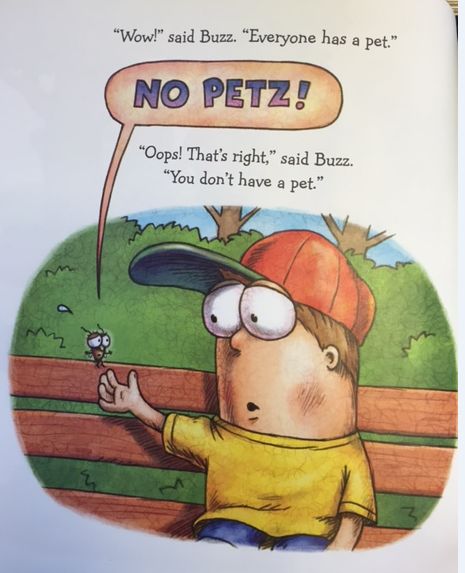 “Wow!” said Buzz. “Everyone has a pet.”
NO PETZ!
“Oops! That’s right,” said Buzz.
“You don’t have a pet.”